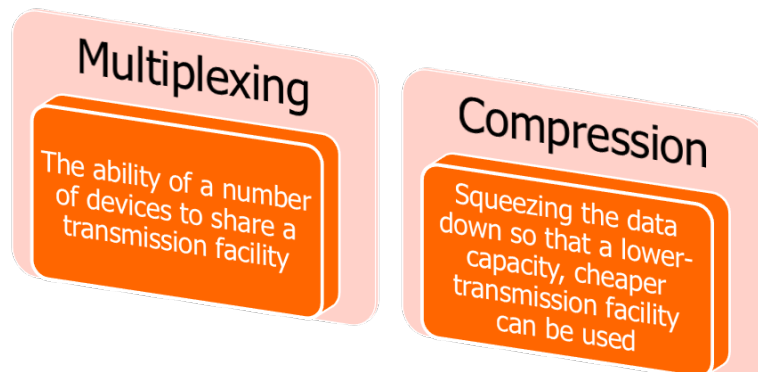 Multiplexing
The ability of a number
of devices to share a
transmission facility
Compression
Squeezing the data
down so that a lower-
capacity, cheaper
transmission facility
can be used